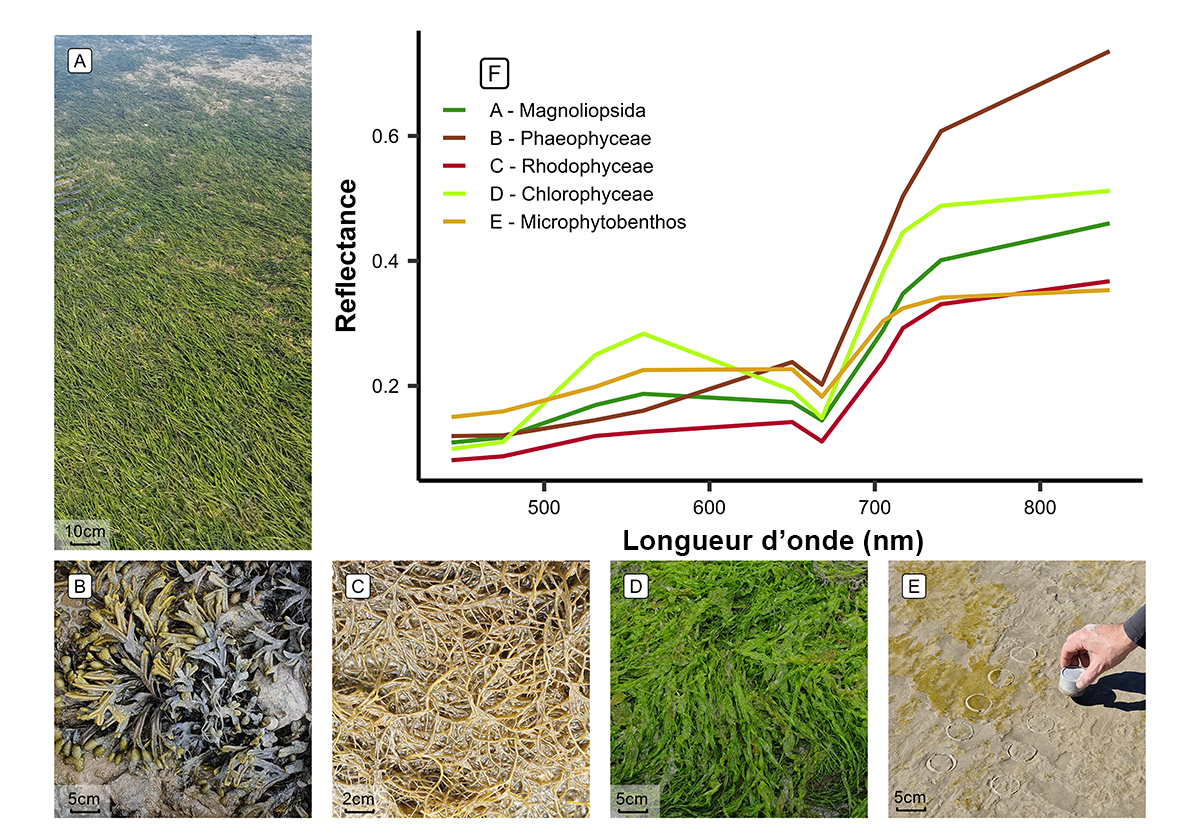 A
10cm
F
A - Magnoliopsida
B - Phaeophyceae
C - Rhodophyceae
D - Chlorophyceae
E - Microphytobenthos
Reflectance
0.6
0.4
0.2
500 600 700 800
Longueur d’onde (nm)
B
5cm
C
2cm
D
5cm
E
5cm